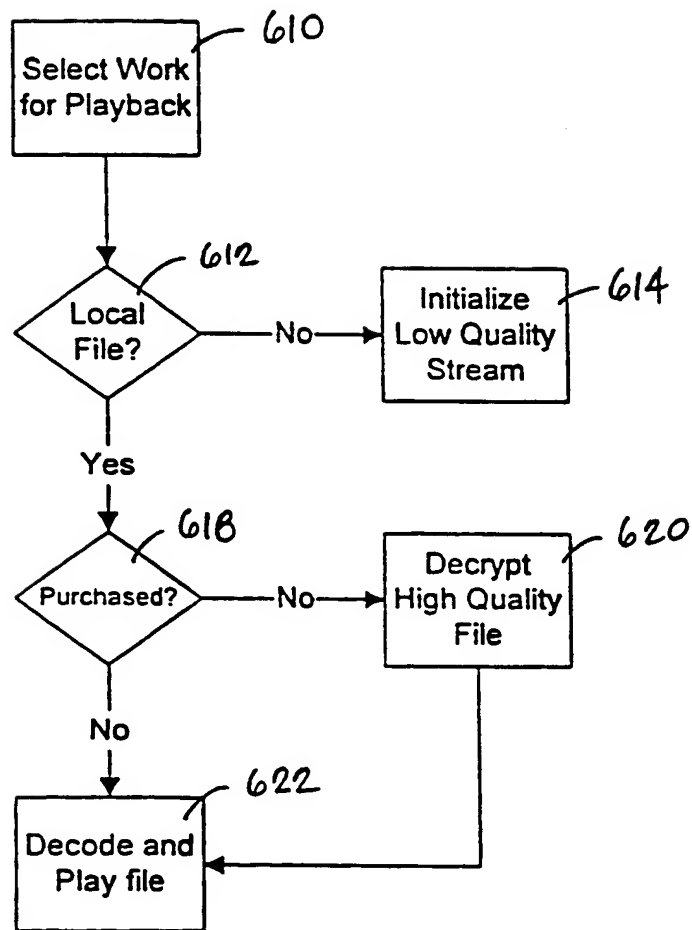 610
Select Work
for Playback
612
Local
File?
No
Initialize
Low Quality
Stream
614
Yes
618
Purchased?
No
Decrypt
High Quality
File
620
No
622
Decode and
Play file